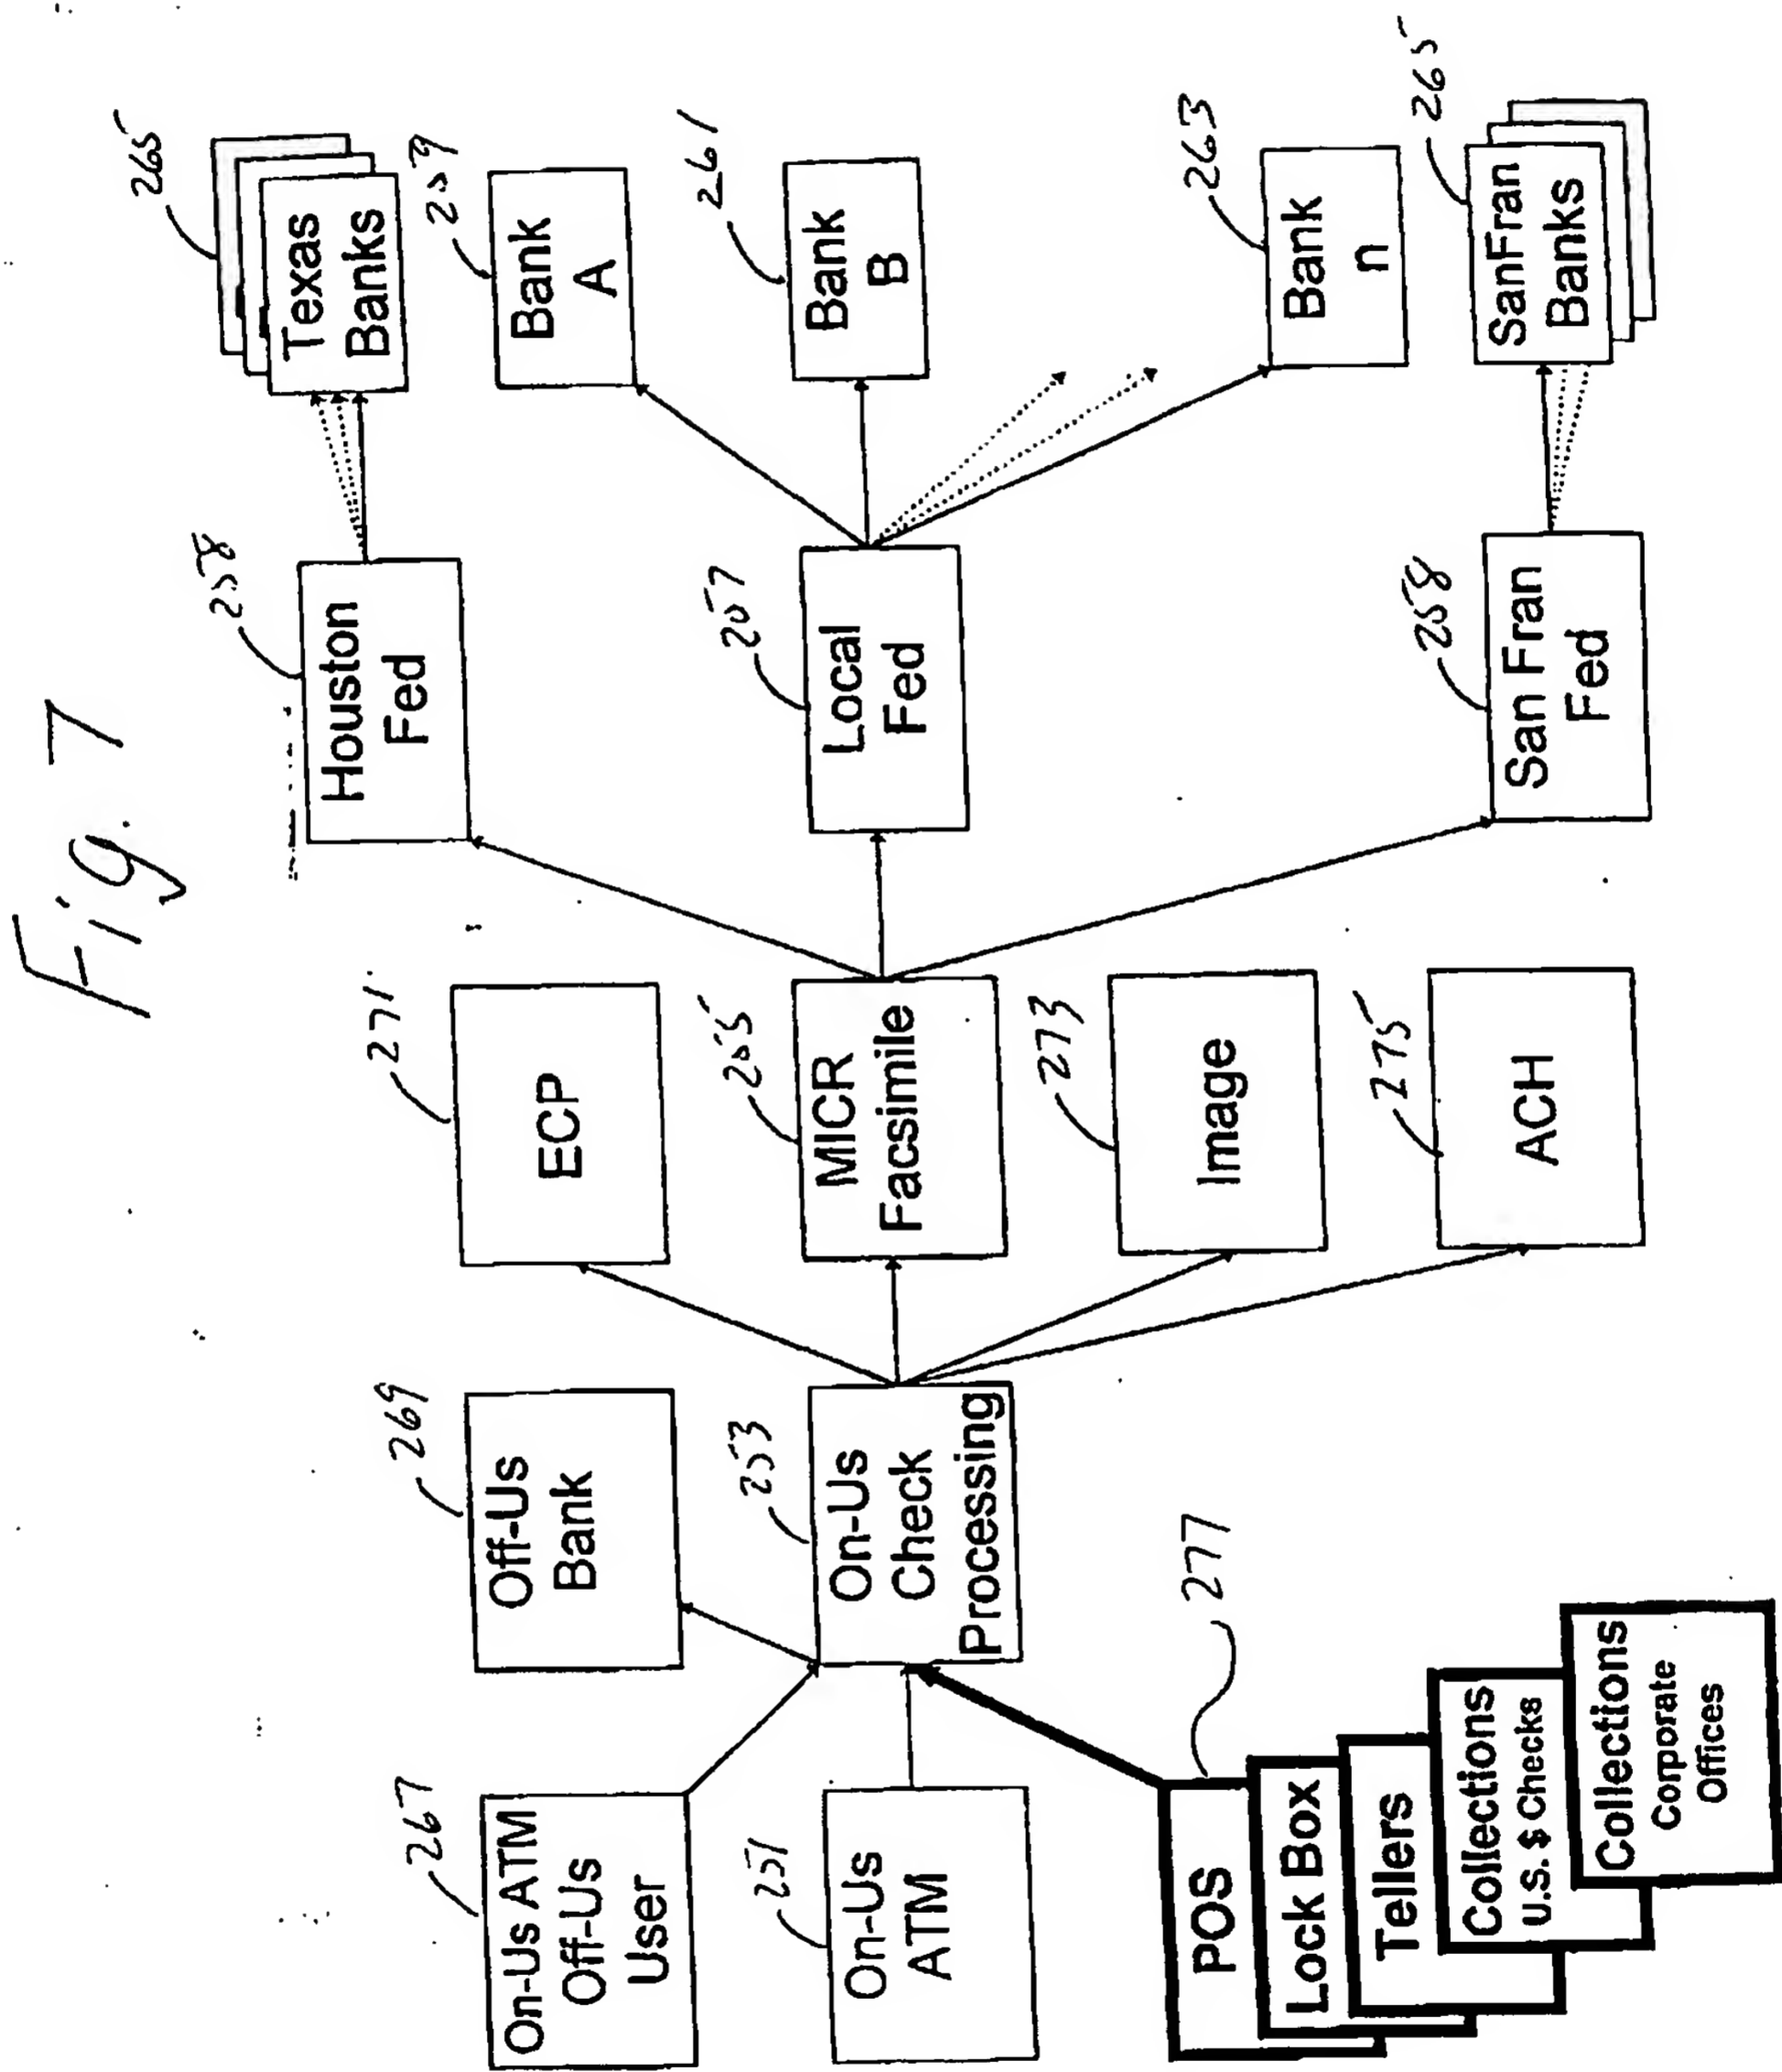 Fig. 7
267
On-Us ATM
Off-Us
User
251
On-Us
ATM
277
POS
Lock Box
Tellers
Collections
U.S. $ Checks
Collections
Corporate
Offices
269
Off-Us
Bank
253
On-Us
Check
Processing
271
ECP
255
MICR
Facsimile
273
Image
275
ACH
258
Houston
Fed
257
Local
Fed
258
San Fran
Fed
265
Texas
Banks
259
Bank
A
261
Bank
B
263
Bank
n
265
SanFran
Banks